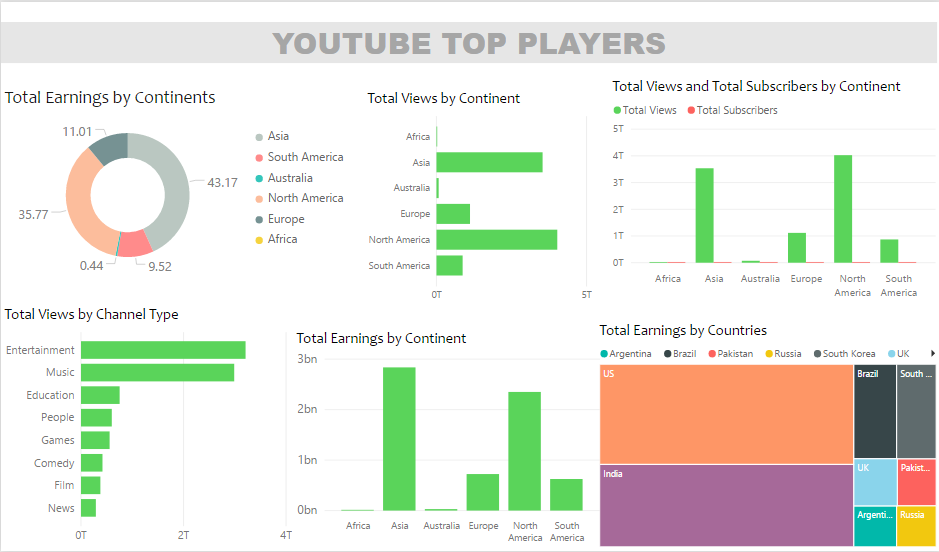 YOUTUBE TOP PLAYERS
Total Earnings by Continents
11.01
43.17
35.77
0.44
9.52
Asia
South America
Australia
North America
Europe
Africa
Total Views by Continent
Africa
Asia
Australia
Europe
North America
South America
0T
5T
Total Views and Total Subscribers by Continent
Total Views
Total Subscribers
5T
4T
3T
2T
1T
0T
Africa
Asia
Australia
Europe
North
America
South
America
Total Views by Channel Type
Entertainment
Music
Education
People
Games
Comedy
Film
News
0T
2T
4T
Total Earnings by Continent
3bn
2bn
1bn
0bn
Africa
Asia
Australia
Europe
North
America
South
America
Total Earnings by Countries
Argentina
Brazil
Pakistan
Russia
South Korea
UK
US
Brazil
South ...
India
UK
Pakist...
Argenti...
Russia